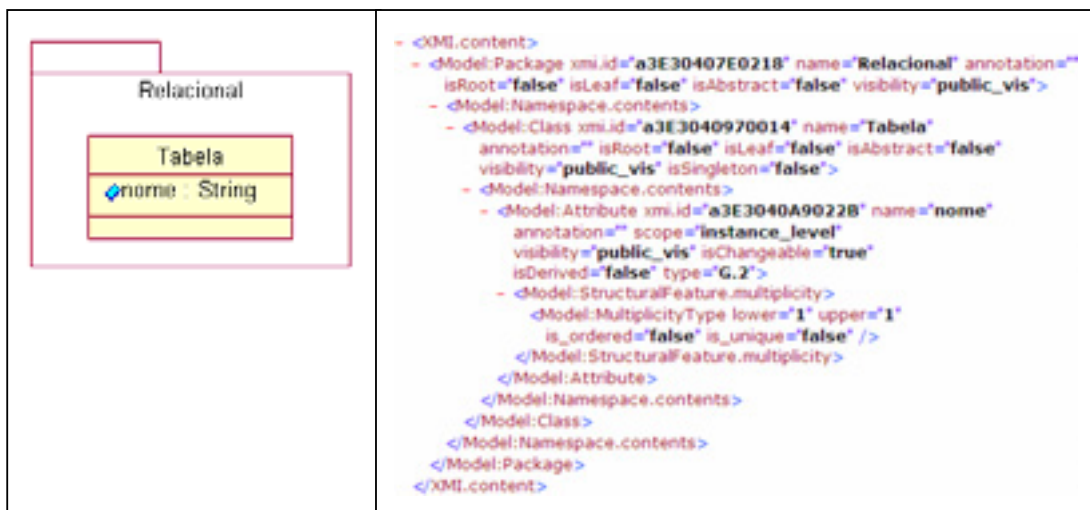 Relacional
Tabela
nome : String
- <XMI.content>
- <Model:Package xmi.id="a3E30407E0218" name="Relacional" annotation=""
isRoot="false" isLeaf="false" isAbstract="false" visibility="public_vis">
- <Model:Namespace.contents>
- <Model:Class xmi.id="a3E3040970014" name="Tabela"
annotation="" isRoot="false" isLeaf="false" isAbstract="false"
visibility="public_vis" isSingleton="false">
- <Model:Namespace.contents>
- <Model:Attribute xmi.id="a3E3040A9022B" name="nome"
annotation="" scope="instance_level"
visibility="public_vis" isChangeable="true"
isDerived="false" type="G.2">
- <Model:StructuralFeature.multiplicity>
<Model:MultiplicityType lower="1" upper="1"
is_ordered="false" is_unique="false" />
</Model:StructuralFeature.multiplicity>
</Model:Attribute>
</Model:Namespace.contents>
</Model:Class>
</Model:Namespace.contents>
</Model:Package>
</XMI.content>